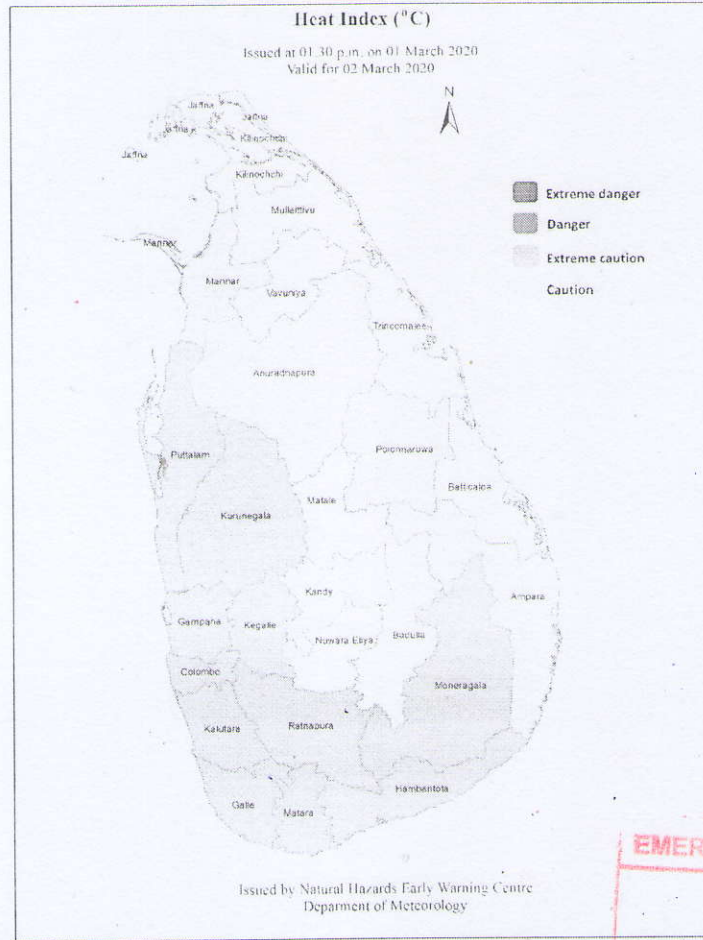 Heat Index (°C)
Issued at 01.30 p.m. on 01 March 2020
Valid for 02 March 2020
N
Jaffna
Jaffna
Jaffna
Kilinochchi
Jaffna
Kilinochchi
Mullaittivu
Extreme danger
Danger
Extreme caution
Caution
Mannar
Mannar
Vavuniya
Trincomalee
Anuradhapura
Puttalam
Polonnaruwa
Batticaloa
Matale
Kurunegala
Kandy
Ampara
Gampaha
Kegalle
Nuwara Eliya
Badulla
Colombo
Moneragala
Kalutara
Ratnapura
Hambantota
Galle
Matara
EMER
Issued by Natural Hazards Early Warning Centre
Deparment of Meteorology